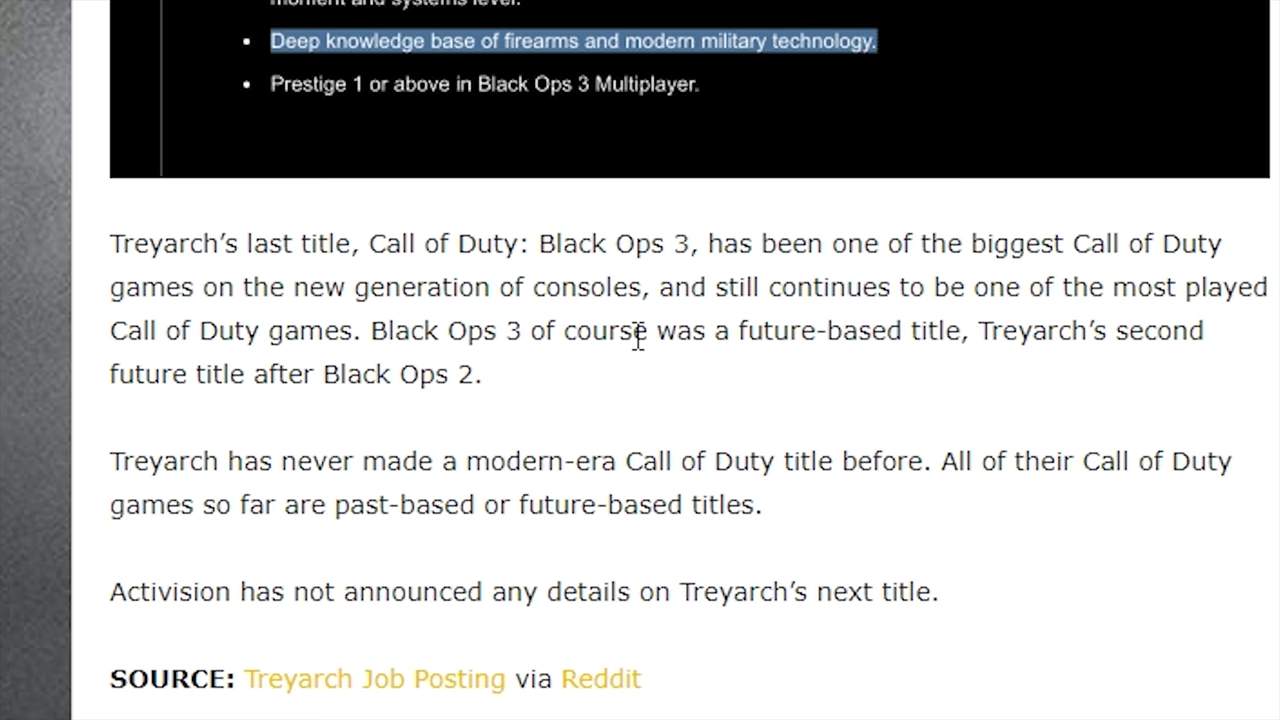 moment and systems level.
• Deep knowledge base of firearms and modern military technology.
• Prestige 1 or above in Black Ops 3 Multiplayer.
Treyarch’s last title, Call of Duty: Black Ops 3, has been one of the biggest Call of Duty
games on the new generation of consoles, and still continues to be one of the most played
Call of Duty games. Black Ops 3 of course was a future-based title, Treyarch’s second
future title after Black Ops 2.
Treyarch has never made a modern-era Call of Duty title before. All of their Call of Duty
games so far are past-based or future-based titles.
Activision has not announced any details on Treyarch’s next title.
SOURCE: Treyarch Job Posting via Reddit